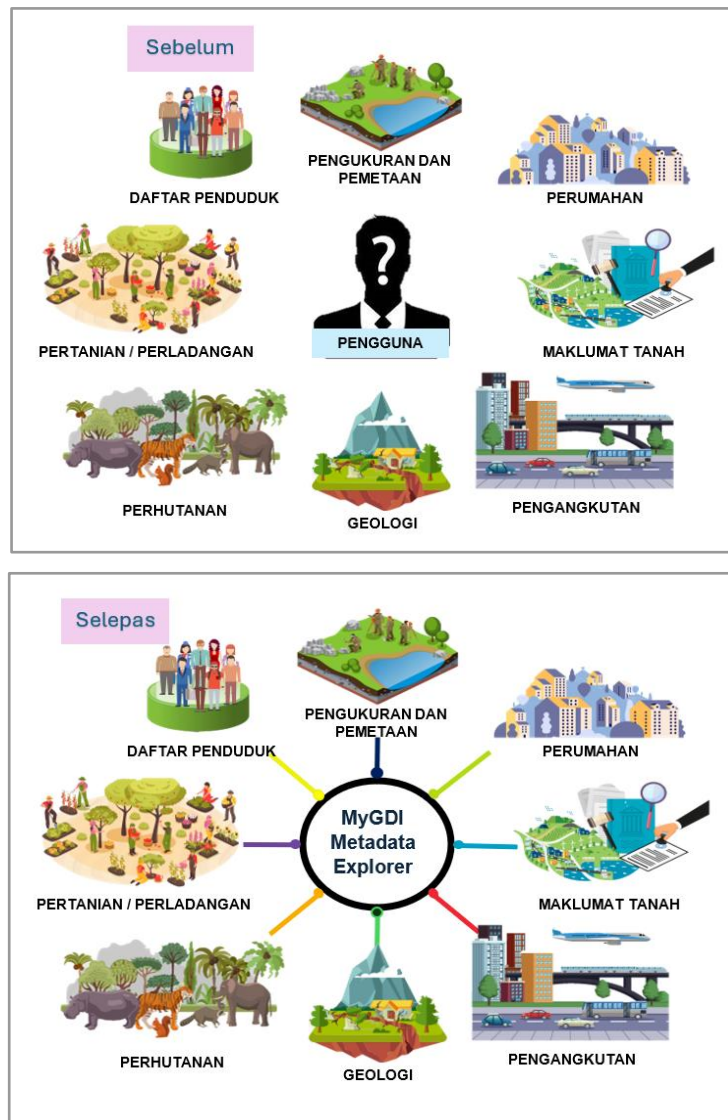 Sebelum
DAFTAR PENDUDUK
PENGUKURAN DAN
PEMETAAN
PERUMAHAN
PERTANIAN / PERLADANGAN
PENGGUNA
MAKLUMAT TANAH
PERHUTANAN
GEOLOGI
PENGANGKUTAN
Selepas
DAFTAR PENDUDUK
PENGUKURAN DAN
PEMETAAN
PERUMAHAN
MyGDI
Metadata
Explorer
PERTANIAN / PERLADANGAN
MAKLUMAT TANAH
PERHUTANAN
GEOLOGI
PENGANGKUTAN